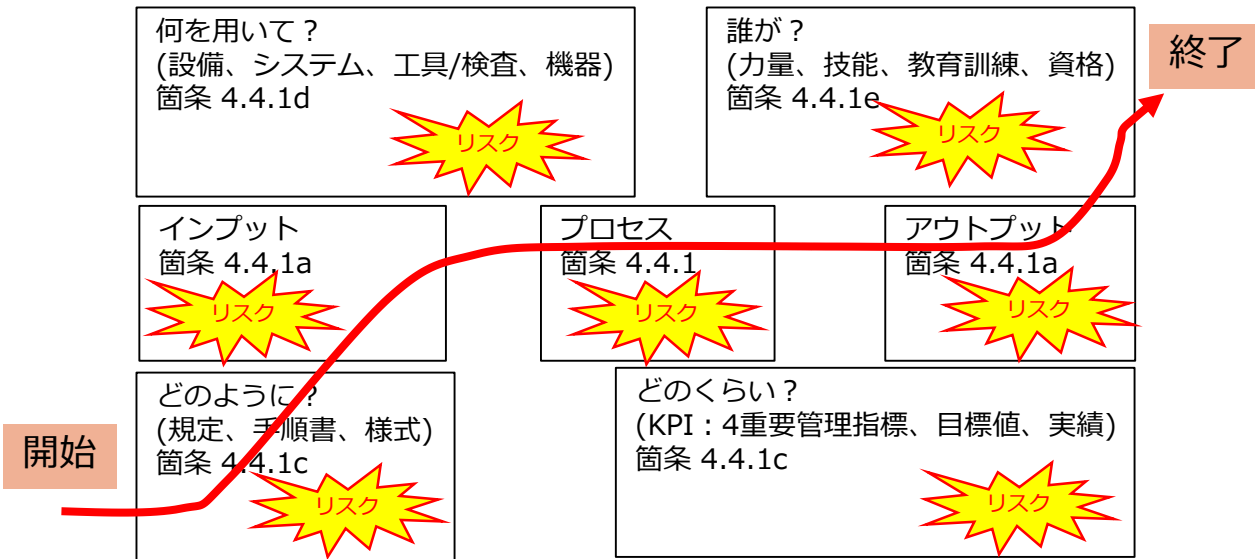 何を用いて？
(設備、システム、工具/検査、機器)
箇条 4.4.1d
リスク
誰が？
(力量、技能、教育訓練、資格)
箇条 4.4.1e
リスク
終了
インプット
箇条 4.4.1a
リスク
プロセス
箇条 4.4.1
リスク
アウトプット
箇条 4.4.1a
リスク
どのように？
(規定、手順書、様式)
箇条 4.4.1c
リスク
どのくらい？
(KPI：4重要管理指標、目標値、実績)
箇条 4.4.1c
リスク
開始